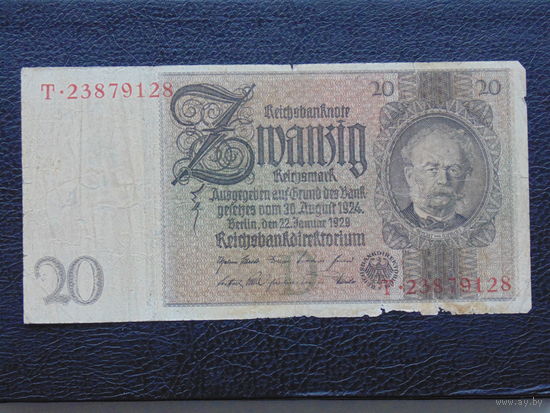 T·23879128
20
20
Reichsbanknote
Zwanzig
Reichsmark
Ausgegeben auf Grund des Bank
gesetzes vom 30. August 1924.
Berlin, den 22. Januar 1929
Reichsbankdirektorium
20
T·23879128
www.ay.by